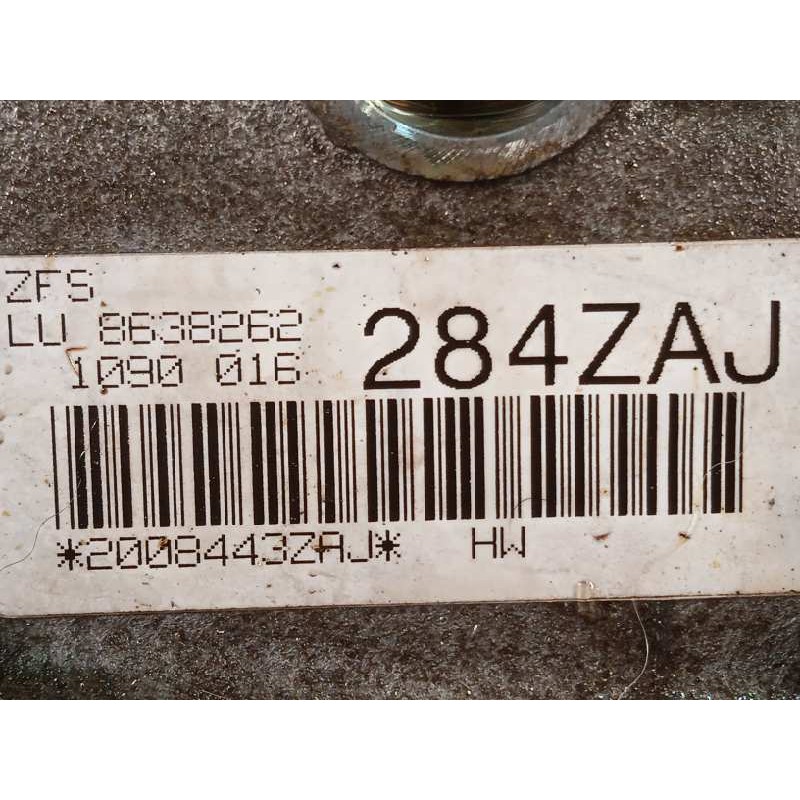 ZFS
LU 8638262
1090 016
284ZAJ
*2008443ZAJ* HW